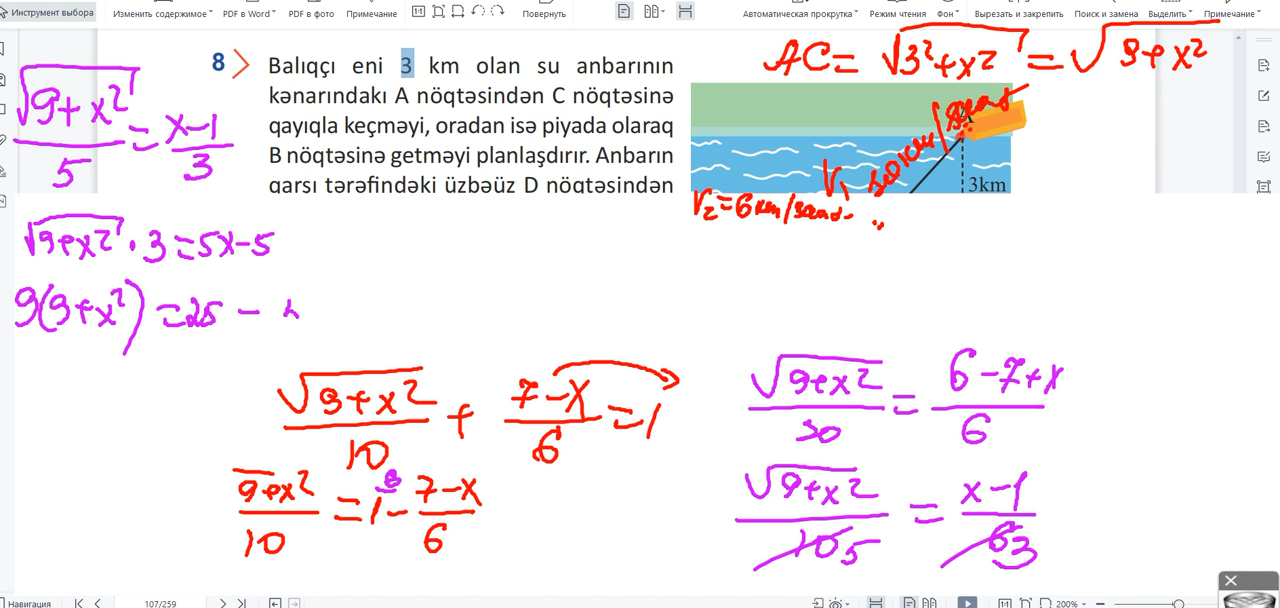 Инструмент выбора
Изменить содержимое
PDF в Word
PDF в фото
Примечание
Повернуть
Автоматическая прокрутка
Режим чтения
Фон
Вырезать и закрепить
Поиск и замена
Выделить
Примечание
AC = √3²+x² = √9+x²
8 Balıqçı eni 3 km olan su anbarının
kənarındakı A nöqtəsindən C nöqtəsinə
qayıqla keçməyi, oradan isə piyada olaraq
B nöqtəsinə getməyi planlaşdırır. Anbarın
qarşı tərəfindəki üzbəüz D nöqtəsindən
A
3km
V₁
V₂ = 6 km/saat
√9+x² / 5 = x-1 / 3
√9+x² · 3 = 5x-5
9(9+x²) = 25 -
√9+x² / 10 + 7-x / 6 = 1
9+x² / 10 = 1 - 7-x / 6
√9+x² / 10 = 6-7+x / 6
√9+x² / 10 5 = x-1 / 6 3
Навигация
107/259
200%